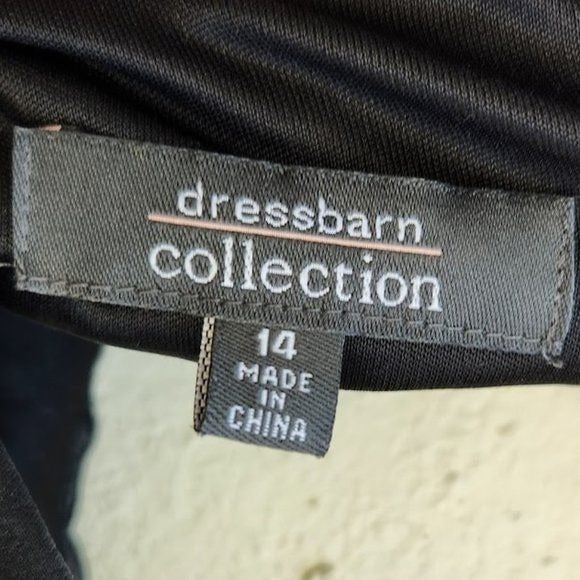 dressbarn
collection
14
MADE
IN
CHINA